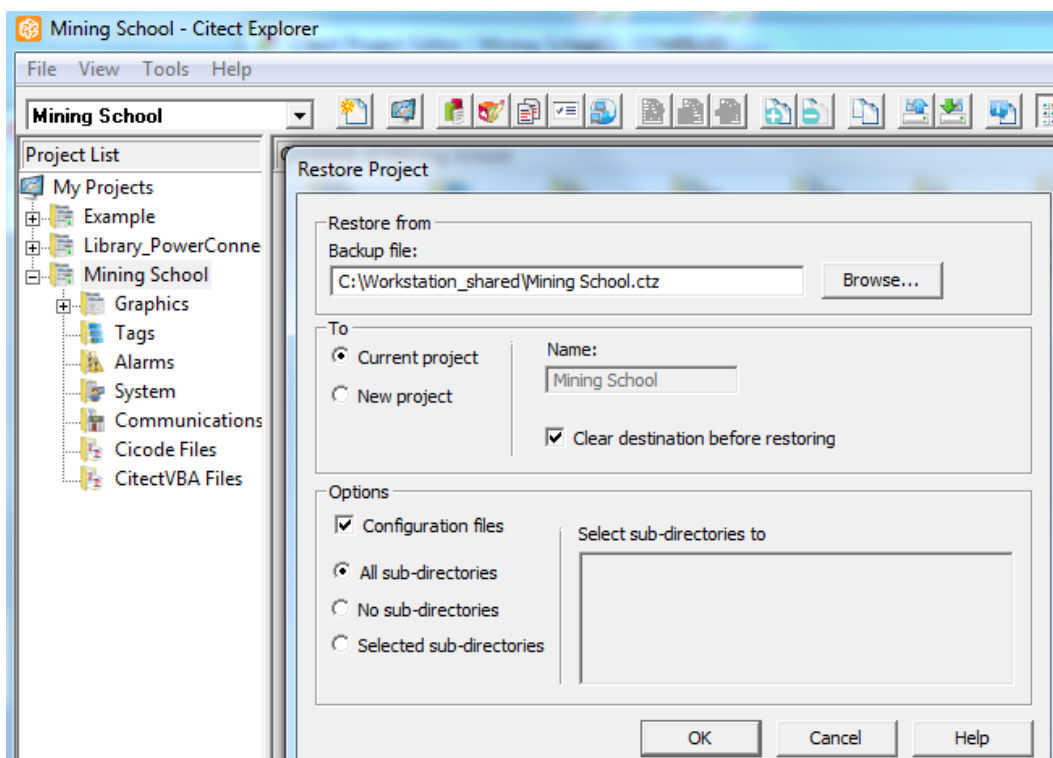 Mining School - Citect Explorer
File View Tools Help
Mining School
Project List
My Projects
Example
Library_PowerConne
Mining School
Graphics
Tags
Alarms
System
Communications
Cicode Files
CitectVBA Files
Restore Project
Restore from
Backup file:
C:\Workstation_shared\Mining School.ctz
Browse...
To
Current project
New project
Name:
Mining School
Clear destination before restoring
Options
Configuration files
All sub-directories
No sub-directories
Selected sub-directories
Select sub-directories to
OK Cancel Help